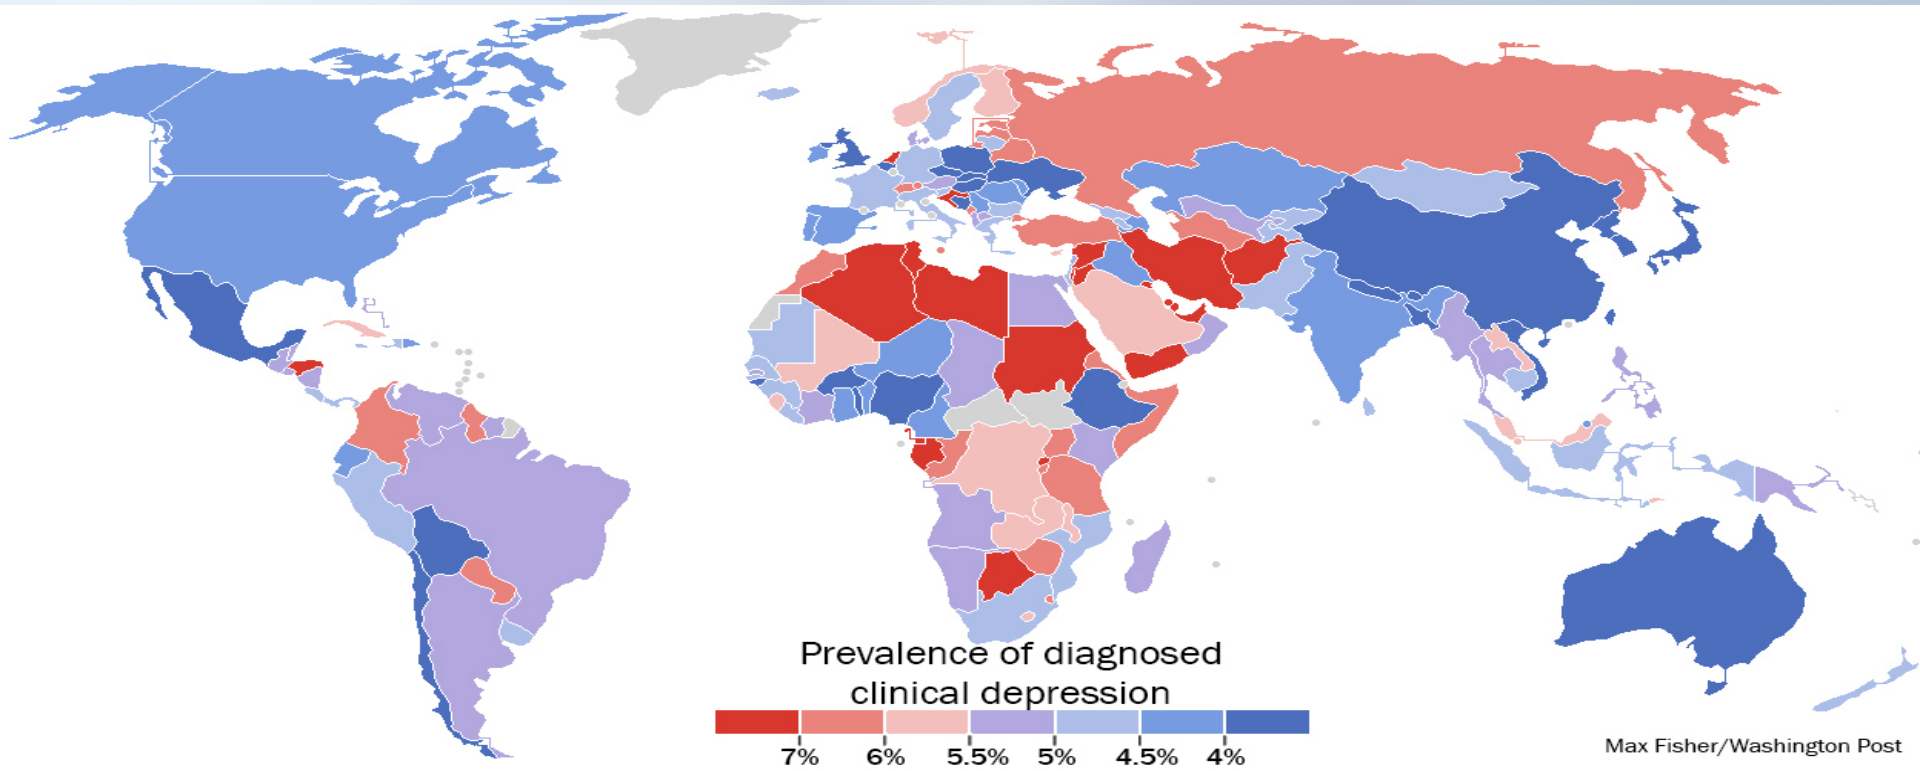 Prevalence of diagnosed
clinical depression
7% 6% 5.5% 5% 4.5% 4%
Max Fisher/Washington Post